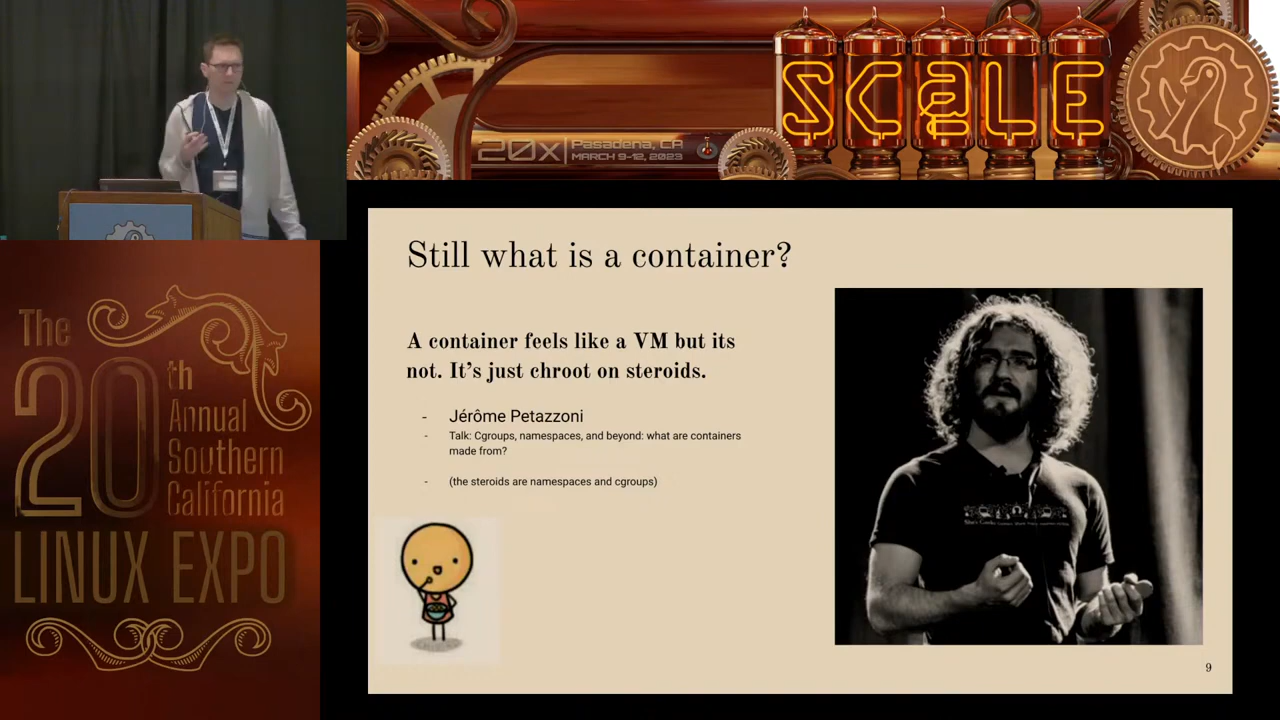 SCaLE
20x
Pasadena, CA
MARCH 9-12, 2023
The
20th
Annual
Southern
California
LINUX EXPO
Still what is a container?
A container feels like a VM but its
not. It’s just chroot on steroids.
- Jérôme Petazzoni
- Talk: Cgroups, namespaces, and beyond: what are containers
made from?
- (the steroids are namespaces and cgroups)
9